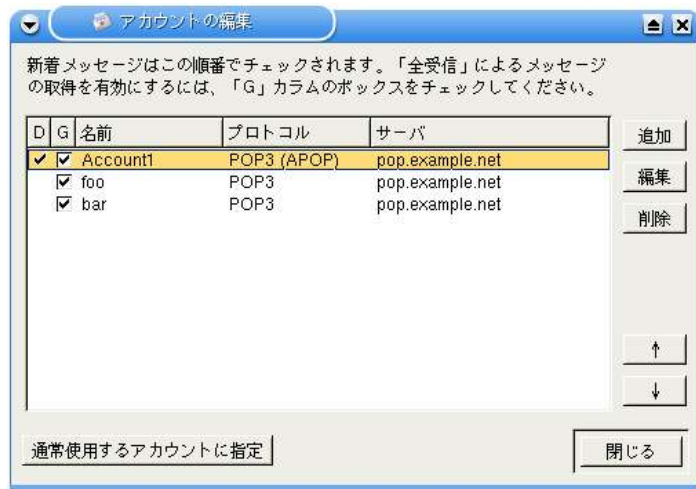 アカウントの編集
新着メッセージはこの順番でチェックされます。「全受信」によるメッセージ
の取得を有効にするには、「G」カラムのボックスをチェックしてください。
D G 名前 プロトコル サーバ
Account1 POP3 (APOP) pop.example.net
foo POP3 pop.example.net
bar POP3 pop.example.net
追加
編集
削除
↑
↓
通常使用するアカウントに指定
閉じる